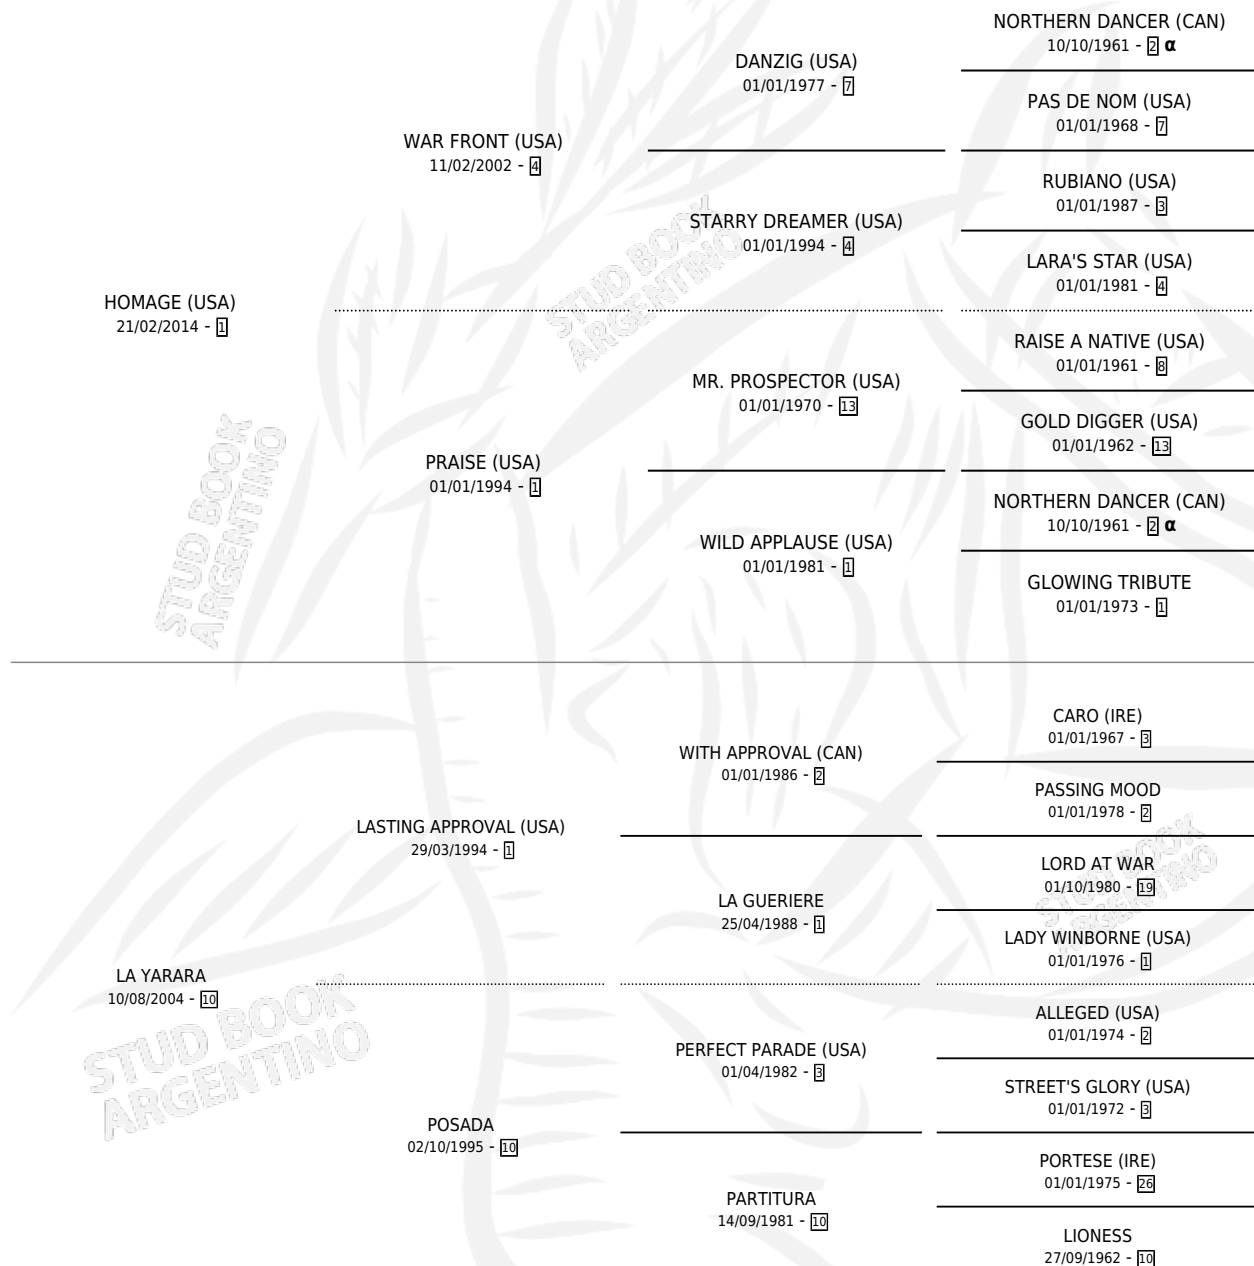 NORTHERN DANCER (CAN)
10/10/1961 - 2 α
DANZIG (USA)
01/01/1977 - 7
PAS DE NOM (USA)
01/01/1968 - 7
WAR FRONT (USA)
11/02/2002 - 4
RUBIANO (USA)
01/01/1987 - 3
STARRY DREAMER (USA)
01/01/1994 - 4
LARA'S STAR (USA)
01/01/1981 - 4
HOMAGE (USA)
21/02/2014 - 1
RAISE A NATIVE (USA)
01/01/1961 - 8
MR. PROSPECTOR (USA)
01/01/1970 - 13
GOLD DIGGER (USA)
01/01/1962 - 13
PRAISE (USA)
01/01/1994 - 1
NORTHERN DANCER (CAN)
10/10/1961 - 2 α
WILD APPLAUSE (USA)
01/01/1981 - 1
GLOWING TRIBUTE
01/01/1973 - 1
CARO (IRE)
01/01/1967 - 3
WITH APPROVAL (CAN)
01/01/1986 - 2
PASSING MOOD
01/01/1978 - 2
LASTING APPROVAL (USA)
29/03/1994 - 1
LORD AT WAR
01/10/1980 - 19
LA GUERIERE
25/04/1988 - 1
LADY WINBORNE (USA)
01/01/1976 - 1
LA YARARA
10/08/2004 - 10
ALLEGED (USA)
01/01/1974 - 2
PERFECT PARADE (USA)
01/04/1982 - 3
STREET'S GLORY (USA)
01/01/1972 - 3
POSADA
02/10/1995 - 10
PORTESE (IRE)
01/01/1975 - 26
PARTITURA
14/09/1981 - 10
LIONESS
27/09/1962 - 10
STUD BOOK
ARGENTINO
STUD BOOK
ARGENTINO
STUD BOOK
ARGENTINO
STUD BOOK
ARGENTINO